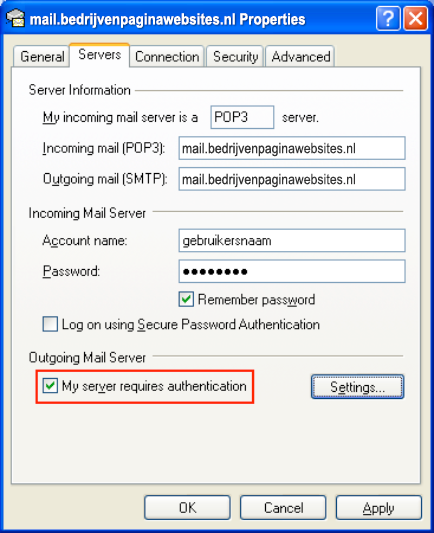 mail.bedrijvenpaginawebsites.nl Properties
General Servers Connection Security Advanced
Server Information
My incoming mail server is a POP3 server.
Incoming mail (POP3): mail.bedrijvenpaginawebsites.nl
Outgoing mail (SMTP): mail.bedrijvenpaginawebsites.nl
Incoming Mail Server
Account name: gebruikersnaam
Password: ●●●●●●●●
Remember password
Log on using Secure Password Authentication
Outgoing Mail Server
My server requires authentication Settings...
OK Cancel Apply